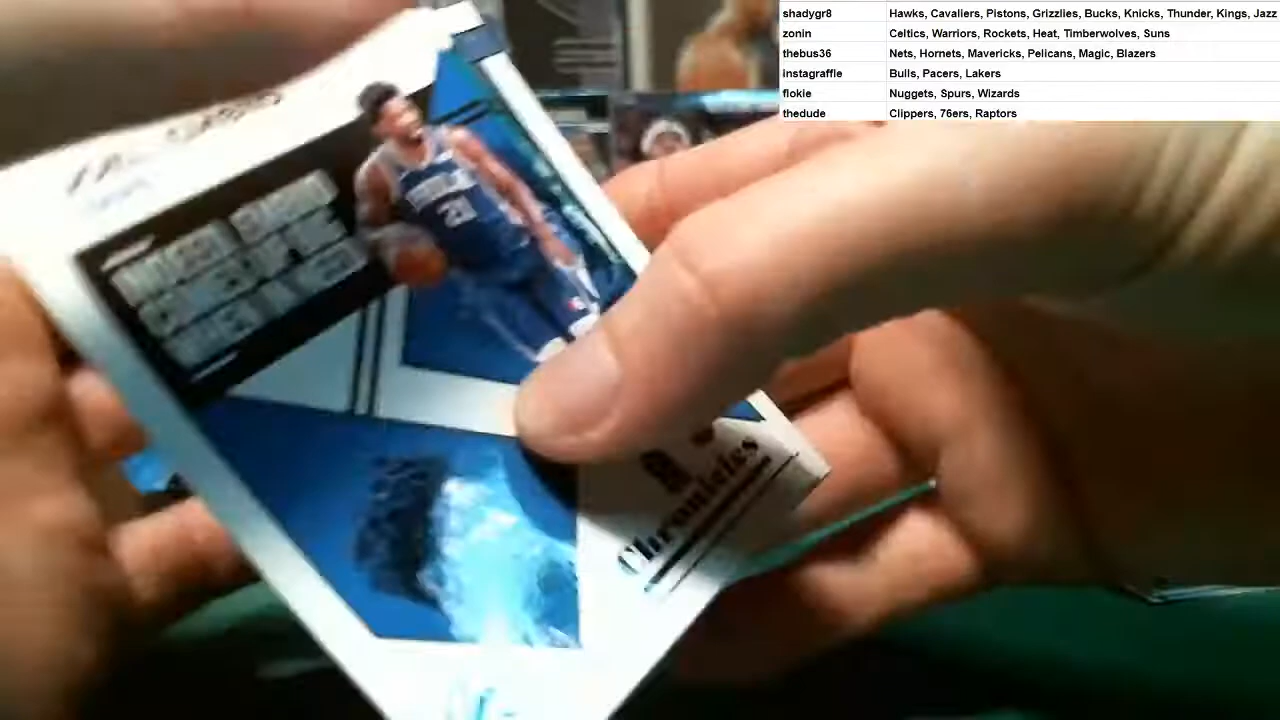 shadygr8 Hawks, Cavaliers, Pistons, Grizzlies, Bucks, Knicks, Thunder, Kings, Jazz
zonin Celtics, Warriors, Rockets, Heat, Timberwolves, Suns
thebus36 Nets, Hornets, Mavericks, Pelicans, Magic, Blazers
instagraffle Bulls, Pacers, Lakers
flokie Nuggets, Spurs, Wizards
thedude Clippers, 76ers, Raptors
21
Chronicles